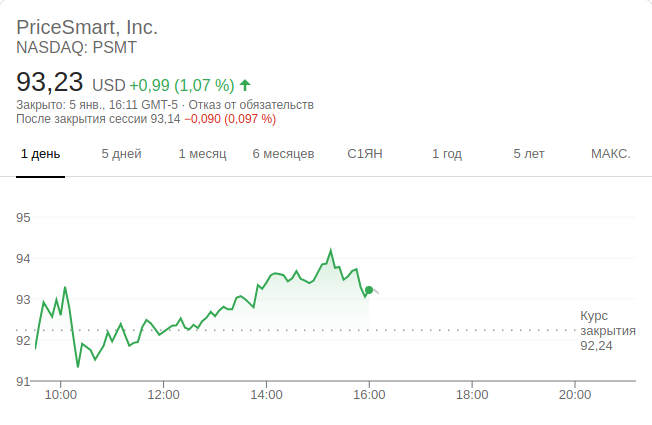 PriceSmart, Inc.
NASDAQ: PSMT
93,23 USD +0,99 (1,07 %)
Закрыто: 5 янв., 16:11 GMT-5 · Отказ от обязательств
После закрытия сессии 93,14 −0,090 (0,097 %)
1 день 5 дней 1 месяц 6 месяцев С1ЯН 1 год 5 лет МАКС.
95
94
93
92
91
Курс
закрытия
92,24
10:00 12:00 14:00 16:00 18:00 20:00